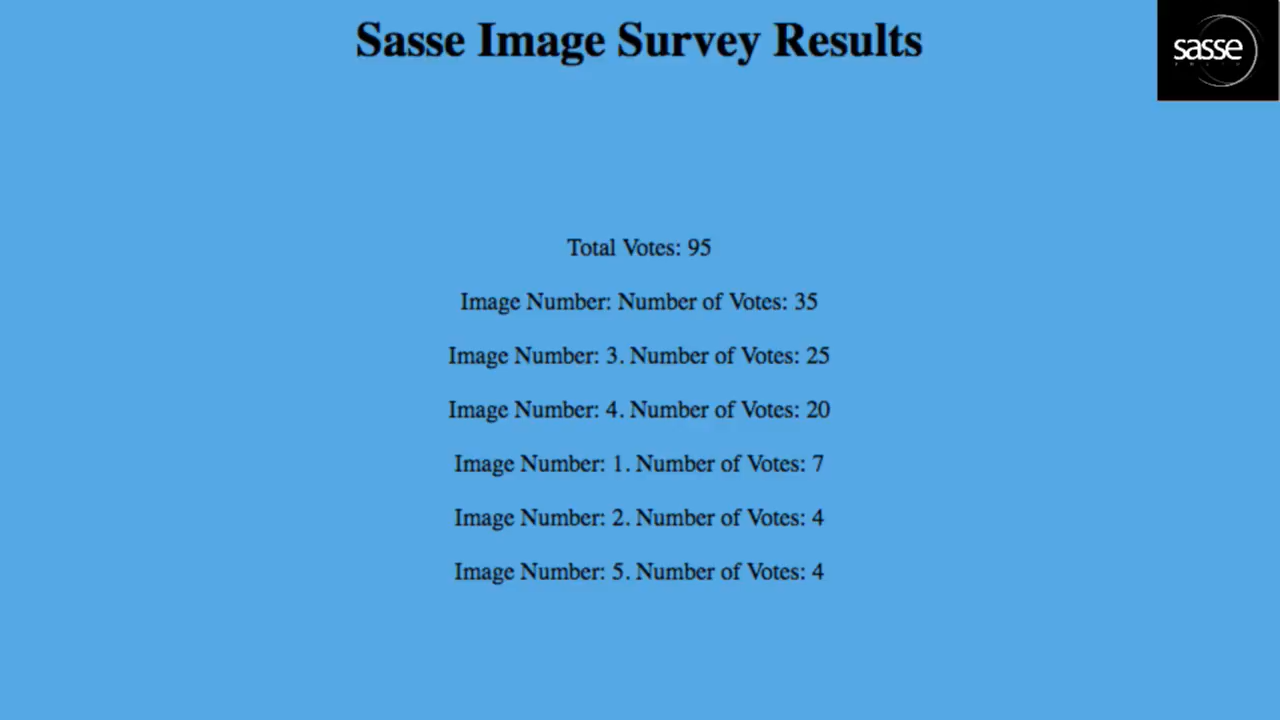 Sasse Image Survey Results
sasse
Total Votes: 95
Image Number: Number of Votes: 35
Image Number: 3. Number of Votes: 25
Image Number: 4. Number of Votes: 20
Image Number: 1. Number of Votes: 7
Image Number: 2. Number of Votes: 4
Image Number: 5. Number of Votes: 4